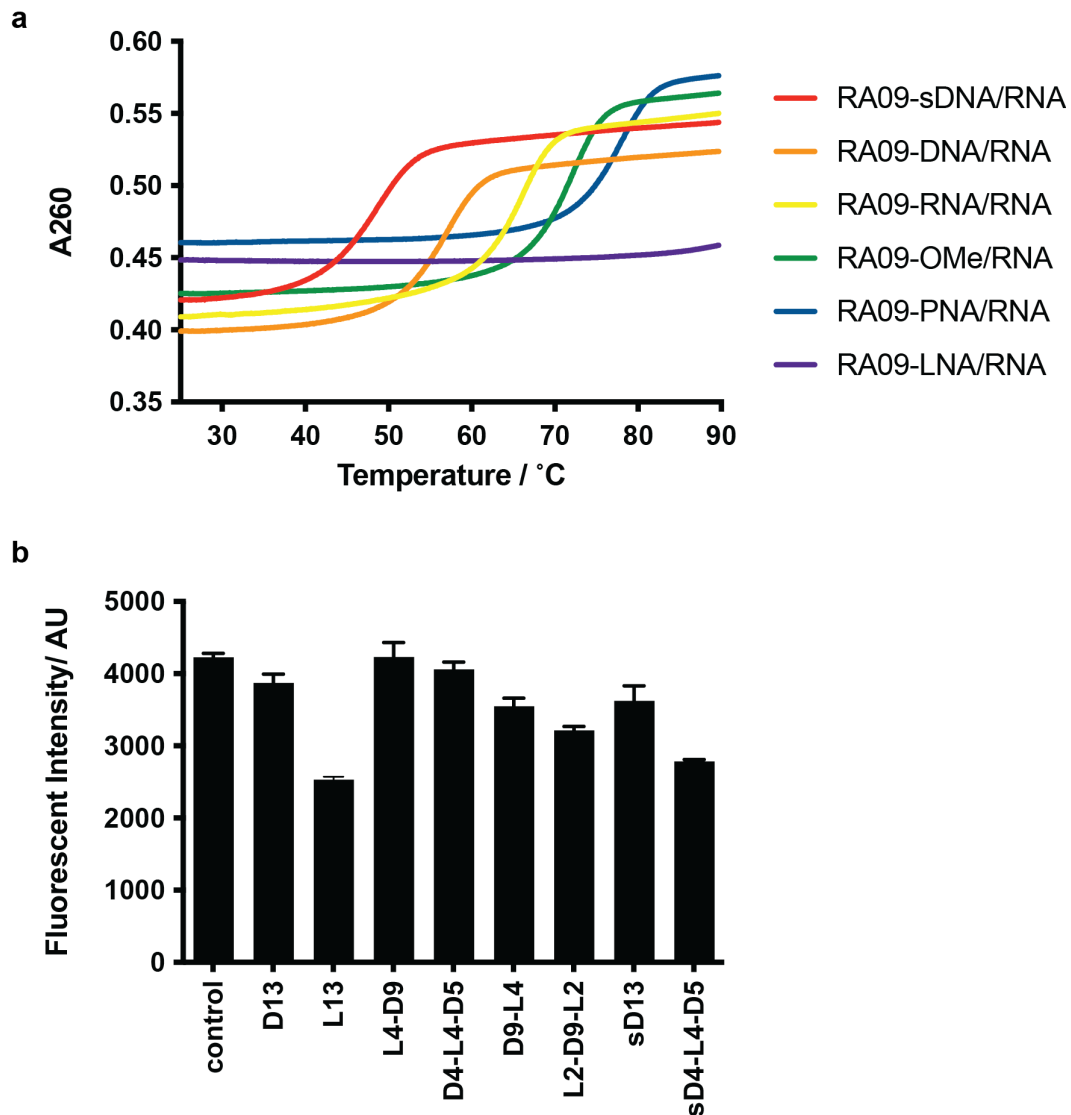 a
0.60
0.55
0.50
0.45
0.40
0.35
A260
30 40 50 60 70 80 90
Temperature / ˚C
RA09-sDNA/RNA
RA09-DNA/RNA
RA09-RNA/RNA
RA09-OMe/RNA
RA09-PNA/RNA
RA09-LNA/RNA
b
5000
4000
3000
2000
1000
0
Fluorescent Intensity/ AU
control
D13
L13
L4-D9
D4-L4-D5
D9-L4
L2-D9-L2
sD13
sD4-L4-D5